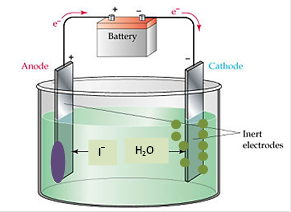 e⁻
+
-
e⁻
Battery
Anode
+
-
Cathode
I⁻
H₂O
Inert
electrodes